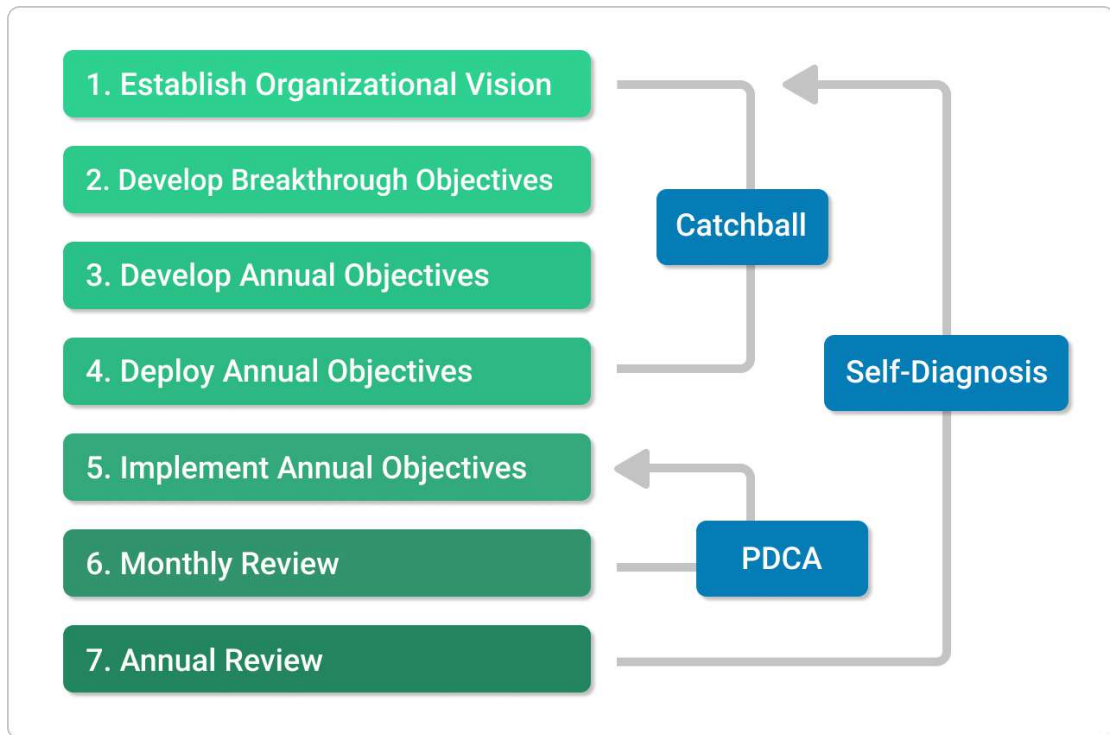 1. Establish Organizational Vision
2. Develop Breakthrough Objectives
Catchball
3. Develop Annual Objectives
4. Deploy Annual Objectives
Self-Diagnosis
5. Implement Annual Objectives
6. Monthly Review
PDCA
7. Annual Review